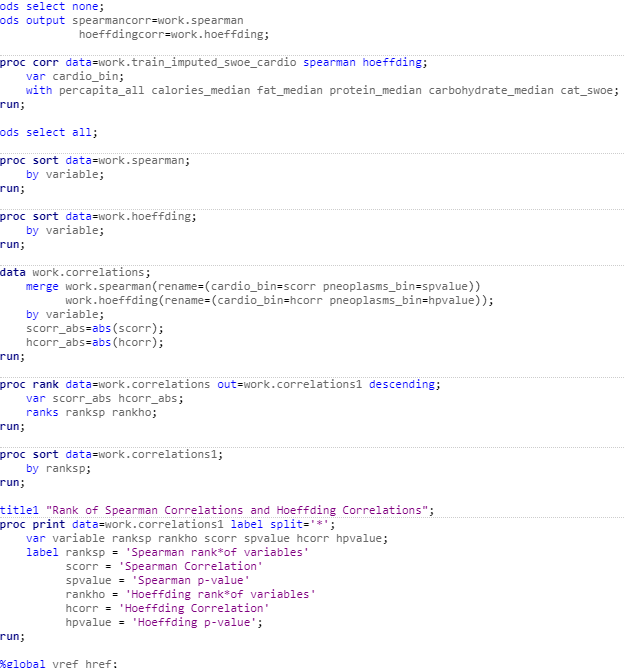 ods select none;
ods output spearmancorr=work.spearman
            hoeffdingcorr=work.hoeffding;
proc corr data=work.train_imputed_swoe_cardio spearman hoeffding;
    var cardio_bin;
    with percapita_all calories_median fat_median protein_median carbohydrate_median cat_swoe;
run;
ods select all;
proc sort data=work.spearman;
    by variable;
run;
proc sort data=work.hoeffding;
    by variable;
run;
data work.correlations;
    merge work.spearman(rename=(cardio_bin=scorr pneoplasms_bin=spvalue))
          work.hoeffding(rename=(cardio_bin=hcorr pneoplasms_bin=hpvalue));
    by variable;
    scorr_abs=abs(scorr);
    hcorr_abs=abs(hcorr);
run;
proc rank data=work.correlations out=work.correlations1 descending;
    var scorr_abs hcorr_abs;
    ranks ranksp rankho;
run;
proc sort data=work.correlations1;
    by ranksp;
run;
title1 "Rank of Spearman Correlations and Hoeffding Correlations";
proc print data=work.correlations1 label split='*';
    var variable ranksp rankho scorr spvalue hcorr hpvalue;
    label ranksp = 'Spearman rank*of variables'
          scorr = 'Spearman Correlation'
          spvalue = 'Spearman p-value'
          rankho = 'Hoeffding rank*of variables'
          hcorr = 'Hoeffding Correlation'
          hpvalue = 'Hoeffding p-value';
run;
%global vref href;